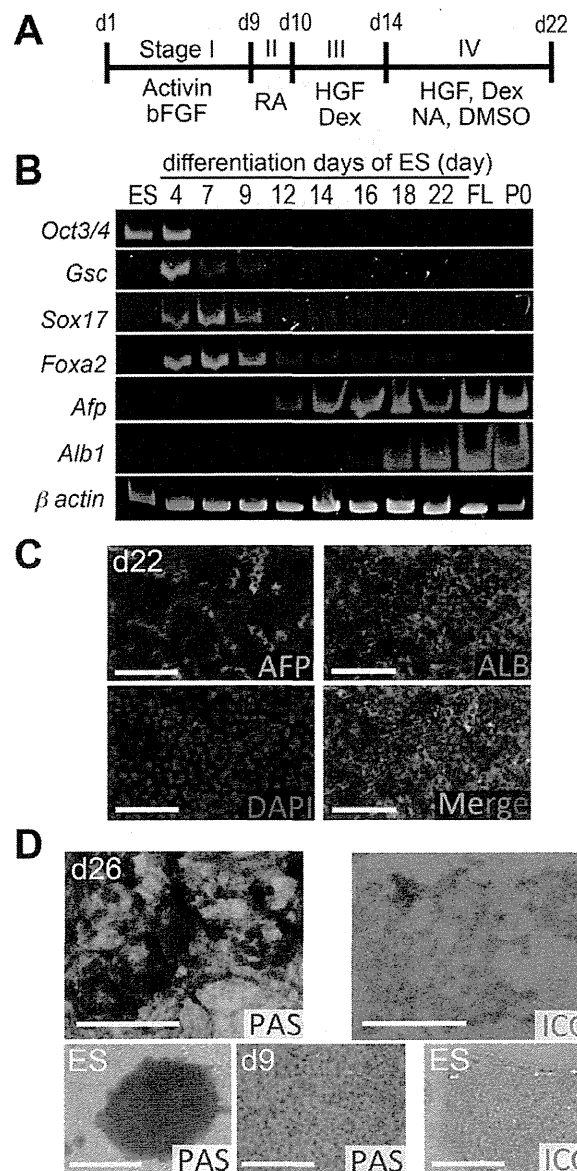 A
d1 d9 d10 d14 d22
Stage I II III IV
Activin
bFGF
RA
HGF
Dex
HGF, Dex
NA, DMSO
B
differentiation days of ES (day)
ES 4 7 9 12 14 16 18 22 FL P0
Oct3/4
Gsc
Sox17
Foxa2
Afp
Alb1
β actin
C
d22
AFP
ALB
DAPI
Merge
D
d26
PAS
ICG
ES
PAS
d9
PAS
ES
ICG